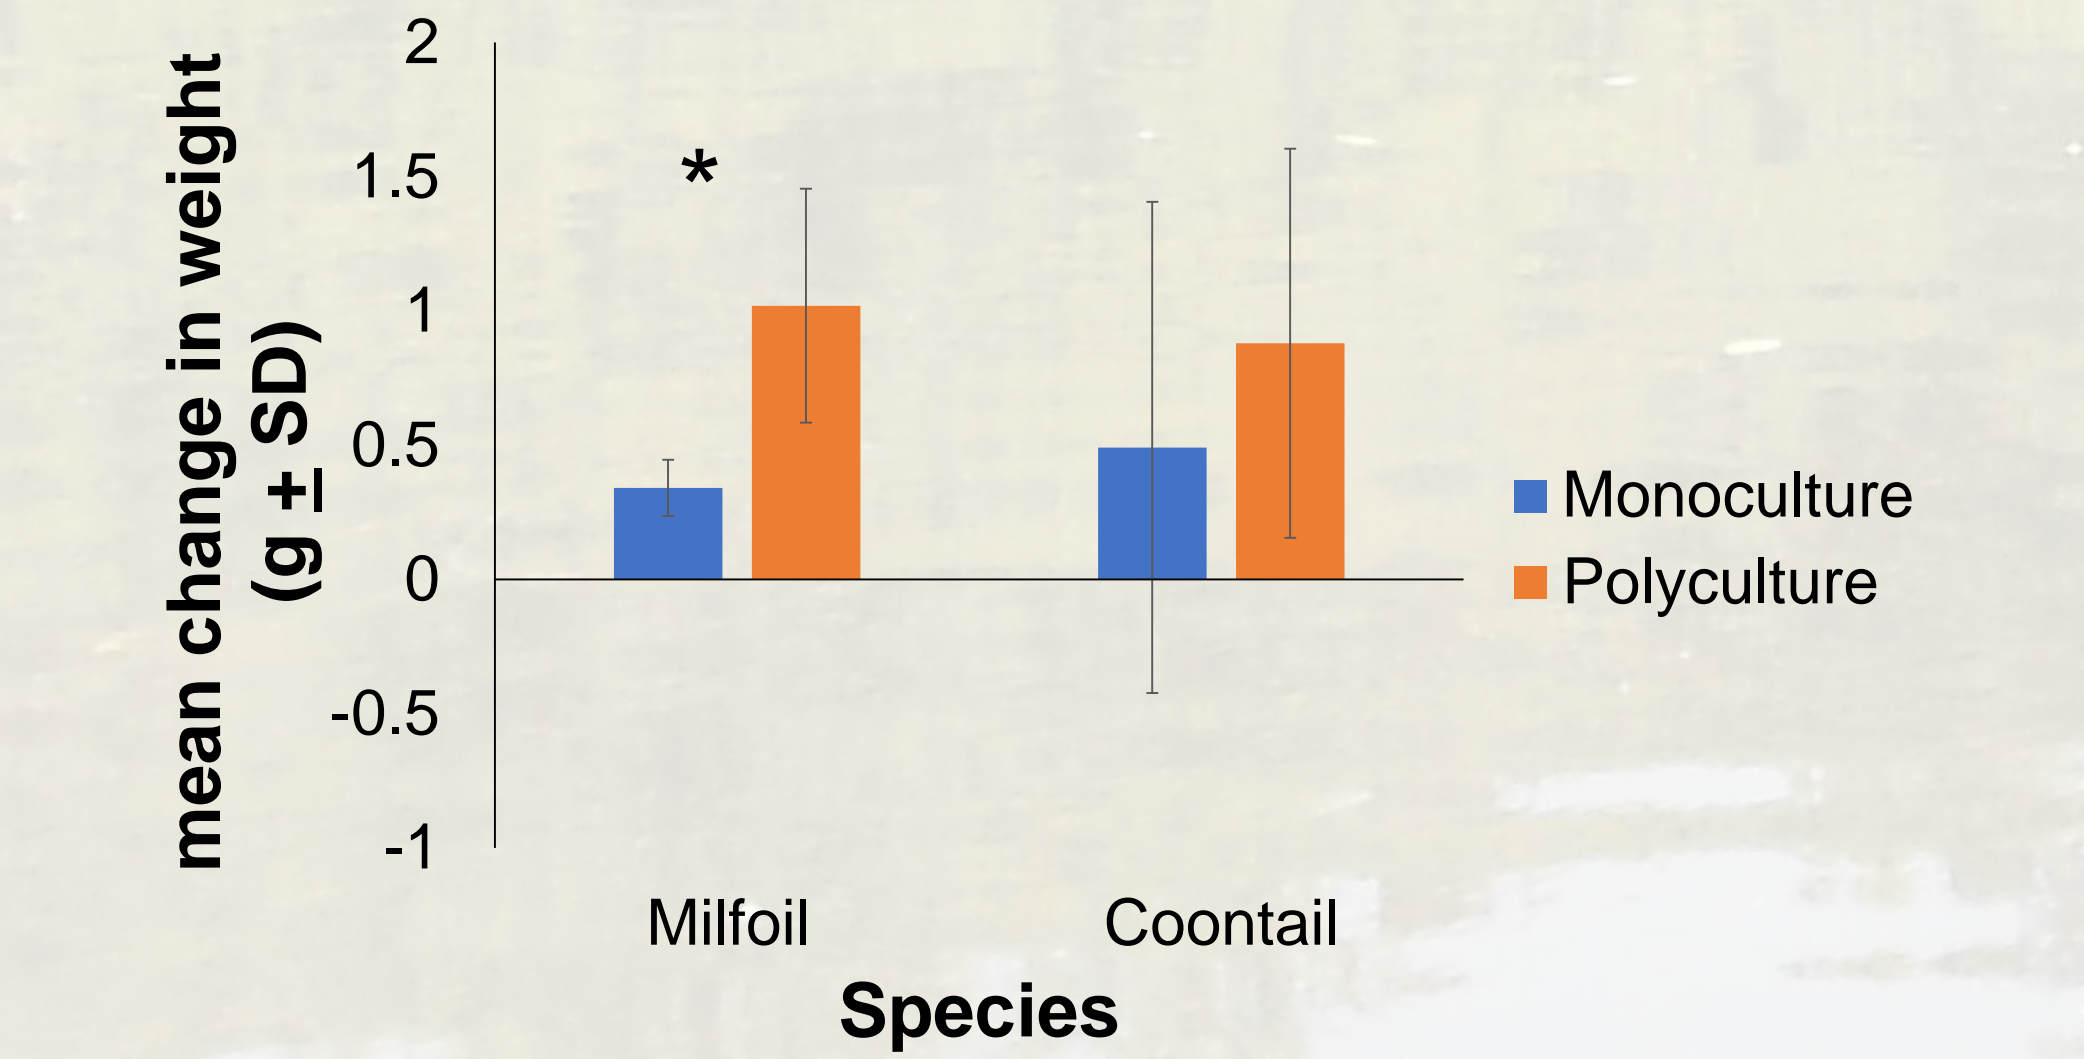 mean change in weight
(g ± SD)
2
1.5
1
0.5
0
-0.5
-1
*
Milfoil
Coontail
Species
Monoculture
Polyculture